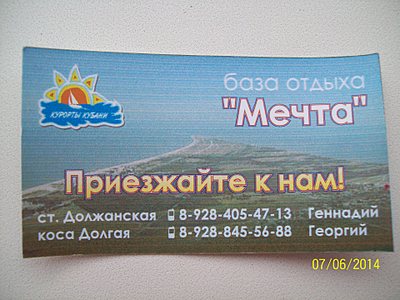 база отдыха
"Мечта"
КУРОРТЫ КУБАНИ
Приезжайте к нам!
ст. Должанская 8-928-405-47-13 Геннадий
коса Долгая 8-928-845-56-88 Георгий
07/06/2014